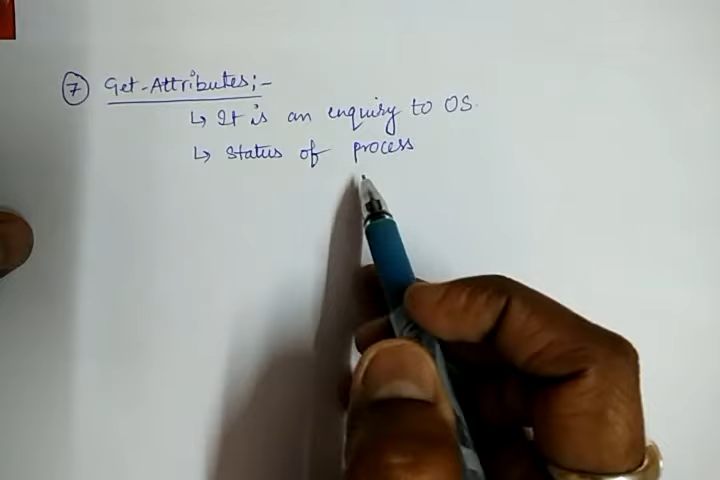 7 Get-Attributes:-
↳ It is an enquiry to OS.
↳ status of process